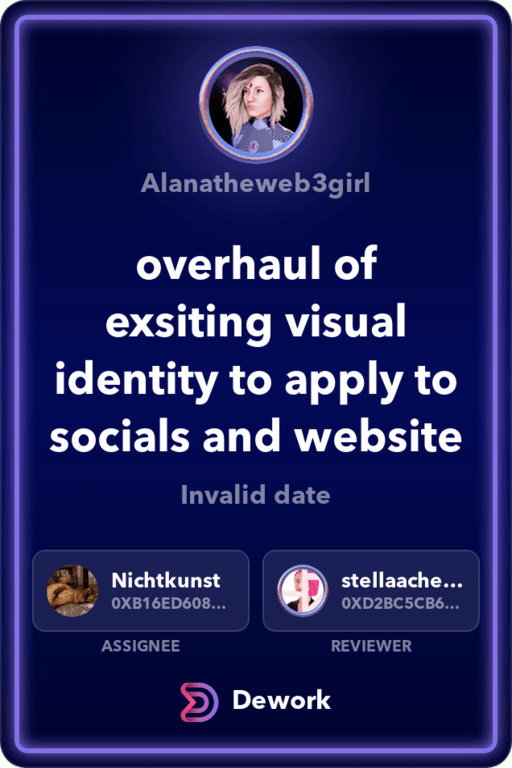 Alanatheweb3girl
overhaul of
exsiting visual
identity to apply to
socials and website
Invalid date
Nichtkunst
0XB16ED608...
stellaache...
0XD2BC5CB6...
ASSIGNEE
REVIEWER
Dework